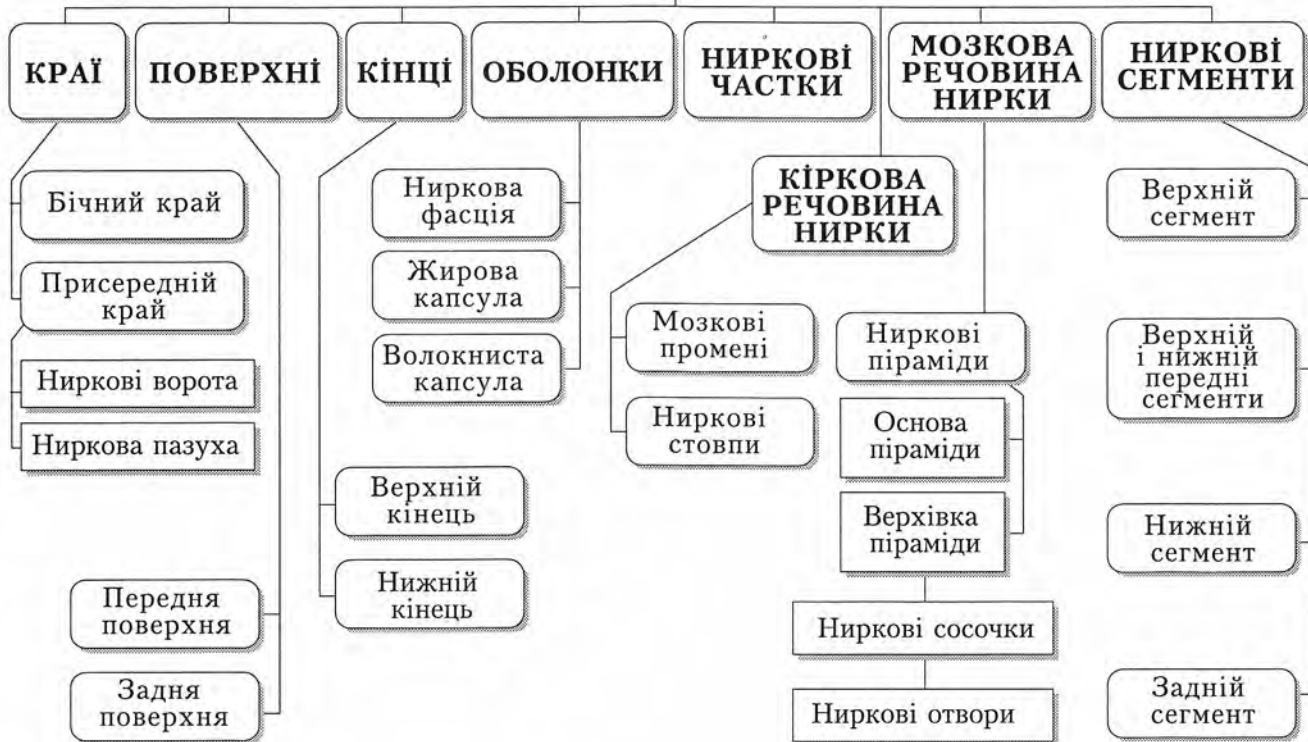 КРАЇ
ПОВЕРХНІ
КІНЦІ
ОБОЛОНКИ
НИРКОВІ
ЧАСТКИ
МОЗКОВА
РЕЧОВИНА
НИРКИ
НИРКОВІ
СЕГМЕНТИ
КІРКОВА
РЕЧОВИНА
НИРКИ
Бічний край
Присередній
край
Ниркові ворота
Ниркова пазуха
Передня
поверхня
Задня
поверхня
Верхній
кінець
Нижній
кінець
Ниркова
фасція
Жирова
капсула
Волокниста
капсула
Мозкові
промені
Ниркові
стовпи
Ниркові
піраміди
Основа
піраміди
Верхівка
піраміди
Ниркові сосочки
Ниркові отвори
Верхній
сегмент
Верхній
і нижній
передні
сегменти
Нижній
сегмент
Задній
сегмент